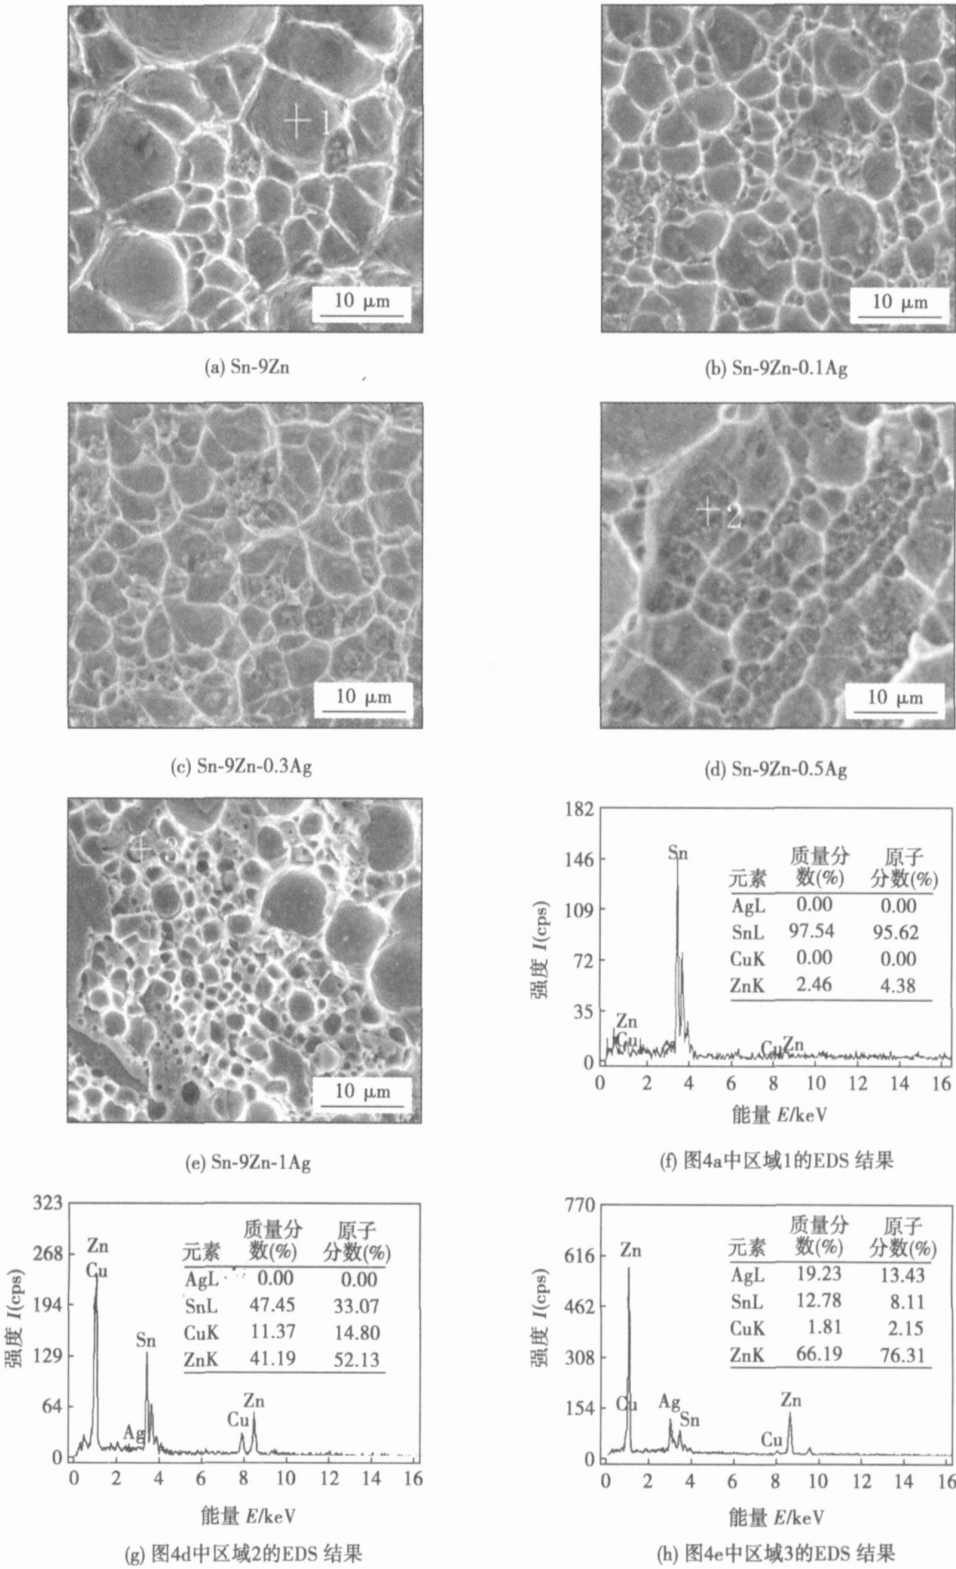 1
10 μm
10 μm
(a) Sn-9Zn
(b) Sn-9Zn-0.1Ag
10 μm
2
10 μm
(c) Sn-9Zn-0.3Ag
(d) Sn-9Zn-0.5Ag
3
10 μm
(e) Sn-9Zn-1Ag
182
146
109
72
35
0
强度 I(cps)
Sn
Zn
Cu
Cu
Zn
元素 质量分数(%) 原子分数(%)
AgL 0.00 0.00
SnL 97.54 95.62
CuK 0.00 0.00
ZnK 2.46 4.38
0 2 4 6 8 10 12 14 16
能量 E/keV
(f) 图4a中区域1的EDS 结果
323
268
194
129
64
0
强度 I(cps)
Zn
Cu
Ag
Sn
Cu
Zn
元素 质量分数(%) 原子分数(%)
AgL 0.00 0.00
SnL 47.45 33.07
CuK 11.37 14.80
ZnK 41.19 52.13
0 2 4 6 8 10 12 14 16
能量 E/keV
(g) 图4d中区域2的EDS 结果
770
616
462
308
154
0
强度 I(cps)
Zn
Cu
Ag
Sn
Cu
Zn
元素 质量分数(%) 原子分数(%)
AgL 19.23 13.43
SnL 12.78 8.11
CuK 1.81 2.15
ZnK 66.19 76.31
0 2 4 6 8 10 12 14 16
能量 E/keV
(h) 图4e中区域3的EDS 结果